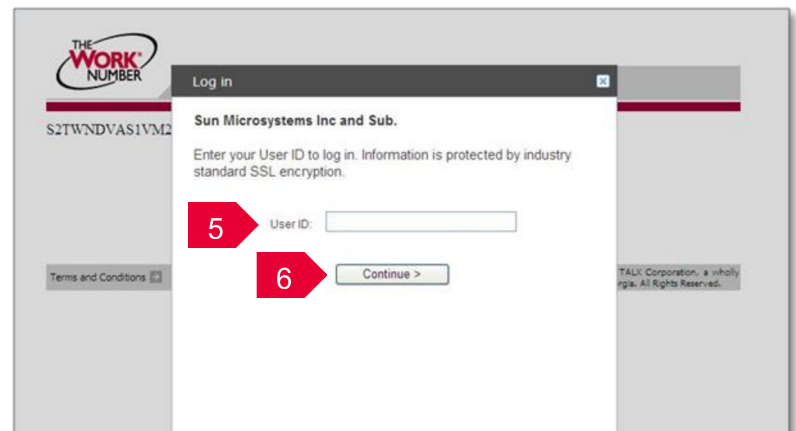 THE
WORK
NUMBER
Log in
S2TWNDVAS1VM2
Sun Microsystems Inc and Sub.
Enter your User ID to log in. Information is protected by industry
standard SSL encryption.
5
User ID:
6
Continue >
Terms and Conditions
TALX Corporation, a wholly
rgia. All Rights Reserved.